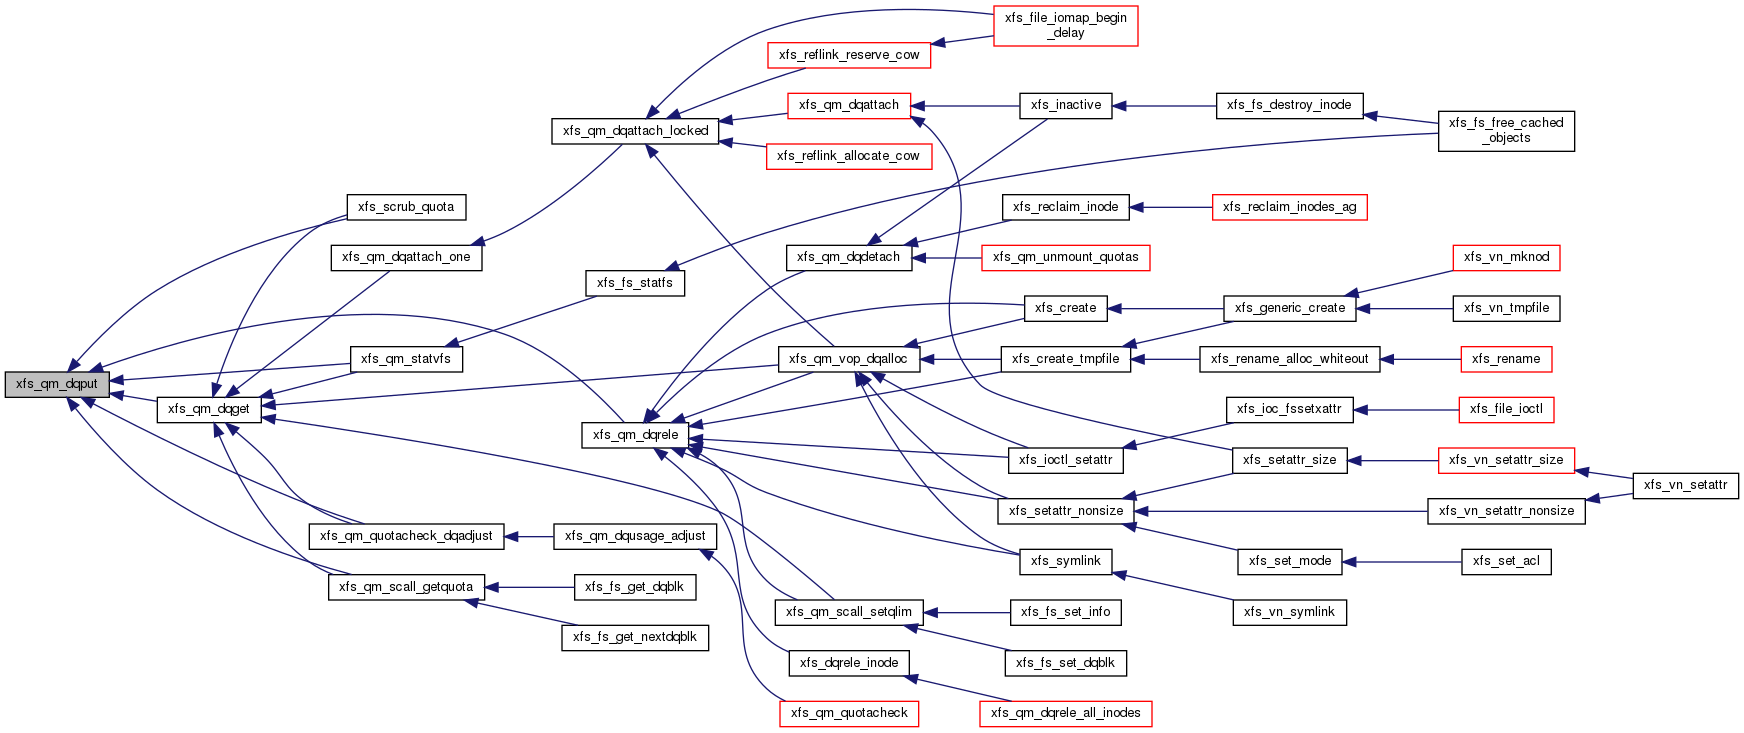 xfs_file_iomap_begin
_delay
xfs_reflink_reserve_cow
xfs_qm_dqattach
xfs_inactive
xfs_fs_destroy_inode
xfs_fs_free_cached
_objects
xfs_qm_dqattach_locked
xfs_reflink_allocate_cow
xfs_scrub_quota
xfs_reclaim_inode
xfs_reclaim_inodes_ag
xfs_qm_dqattach_one
xfs_qm_dqdetach
xfs_qm_unmount_quotas
xfs_vn_mknod
xfs_fs_statfs
xfs_create
xfs_generic_create
xfs_vn_tmpfile
xfs_qm_statvfs
xfs_qm_vop_dqalloc
xfs_create_tmpfile
xfs_rename_alloc_whiteout
xfs_rename
xfs_qm_dqput
xfs_qm_dqget
xfs_ioc_fssetxattr
xfs_file_ioctl
xfs_qm_dqrele
xfs_ioctl_setattr
xfs_setattr_size
xfs_vn_setattr_size
xfs_vn_setattr
xfs_setattr_nonsize
xfs_vn_setattr_nonsize
xfs_qm_quotacheck_dqadjust
xfs_qm_dqusage_adjust
xfs_symlink
xfs_set_mode
xfs_set_acl
xfs_qm_scall_getquota
xfs_fs_get_dqblk
xfs_qm_scall_setqlim
xfs_fs_set_info
xfs_vn_symlink
xfs_fs_get_nextdqblk
xfs_dqrele_inode
xfs_fs_set_dqblk
xfs_qm_quotacheck
xfs_qm_dqrele_all_inodes